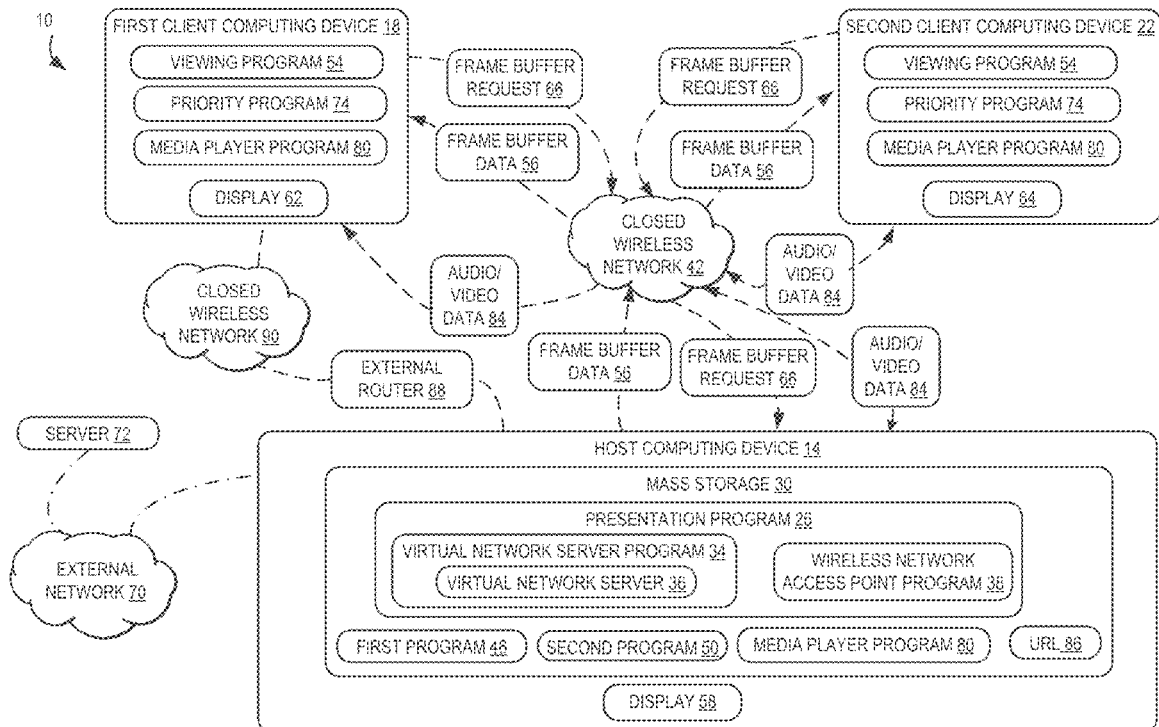 10
FIRST CLIENT COMPUTING DEVICE 18
VIEWING PROGRAM 54
PRIORITY PROGRAM 74
MEDIA PLAYER PROGRAM 80
DISPLAY 62
FRAME BUFFER
REQUEST 66
FRAME BUFFER
DATA 56
FRAME BUFFER
REQUEST 66
FRAME BUFFER
DATA 56
SECOND CLIENT COMPUTING DEVICE 22
VIEWING PROGRAM 54
PRIORITY PROGRAM 74
MEDIA PLAYER PROGRAM 80
DISPLAY 64
CLOSED
WIRELESS
NETWORK 42
CLOSED
WIRELESS
NETWORK 90
AUDIO/
VIDEO
DATA 84
AUDIO/
VIDEO
DATA 84
EXTERNAL
ROUTER 88
FRAME BUFFER
DATA 56
FRAME BUFFER
REQUEST 66
AUDIO/
VIDEO
DATA 84
SERVER 72
EXTERNAL
NETWORK 70
HOST COMPUTING DEVICE 14
MASS STORAGE 30
PRESENTATION PROGRAM 26
VIRTUAL NETWORK SERVER PROGRAM 34
VIRTUAL NETWORK SERVER 36
WIRELESS NETWORK
ACCESS POINT PROGRAM 38
FIRST PROGRAM 46
SECOND PROGRAM 50
MEDIA PLAYER PROGRAM 80
URL 86
DISPLAY 58